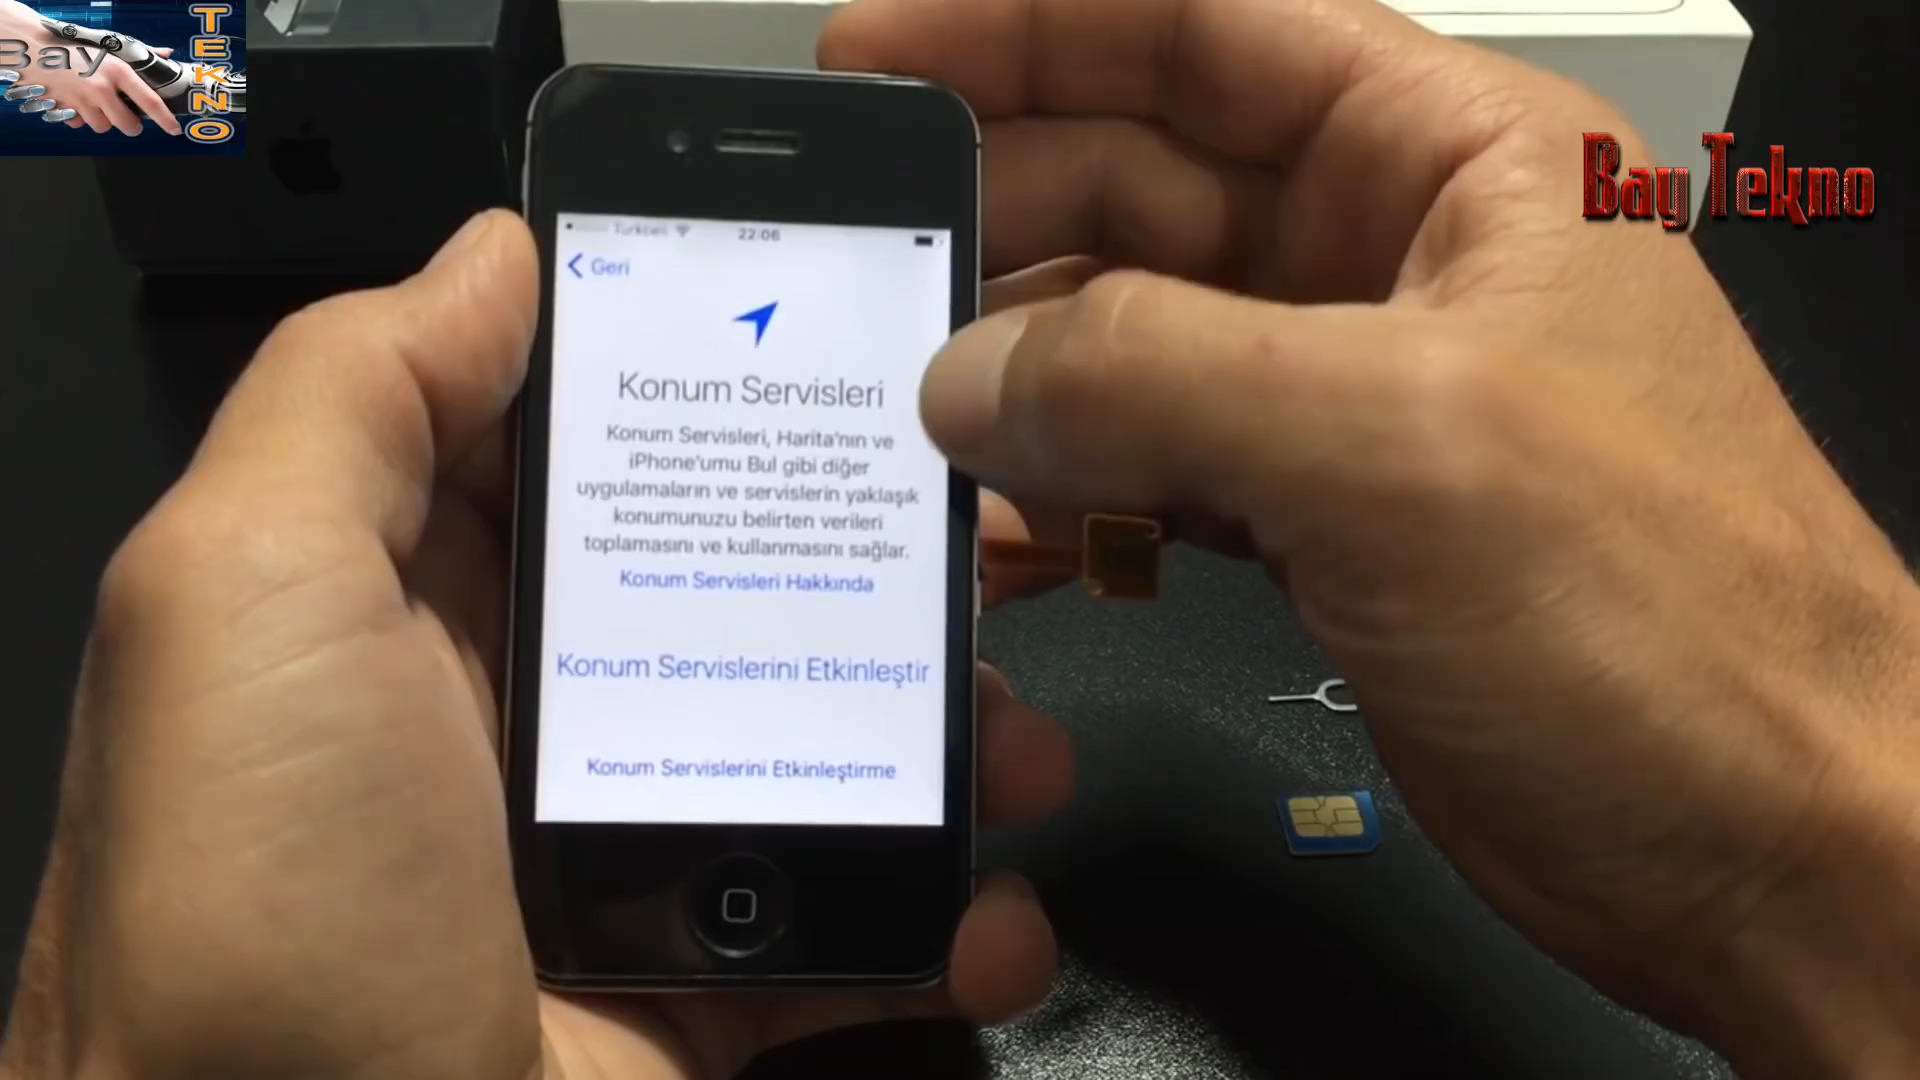 Bay
TEKNO
Bay Tekno
Turkcell
22:06
Geri
Konum Servisleri
Konum Servisleri, Harita'nın ve
iPhone'umu Bul gibi diğer
uygulamaların ve servislerin yaklaşık
konumunuzu belirten verileri
toplamasını ve kullanmasını sağlar.
Konum Servisleri Hakkında
Konum Servislerini Etkinleştir
Konum Servislerini Etkinleştirme